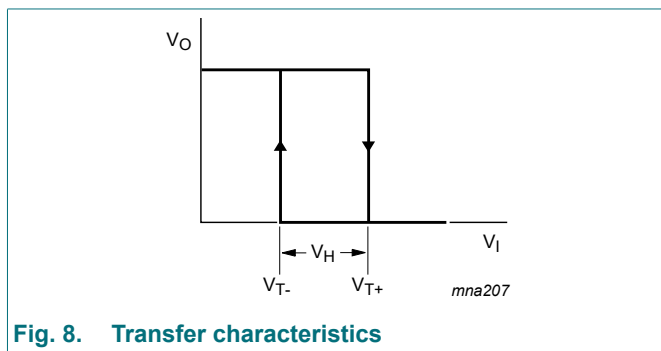 VO
VH
VI
VT-
VT+
mna207
Fig. 8. Transfer characteristics